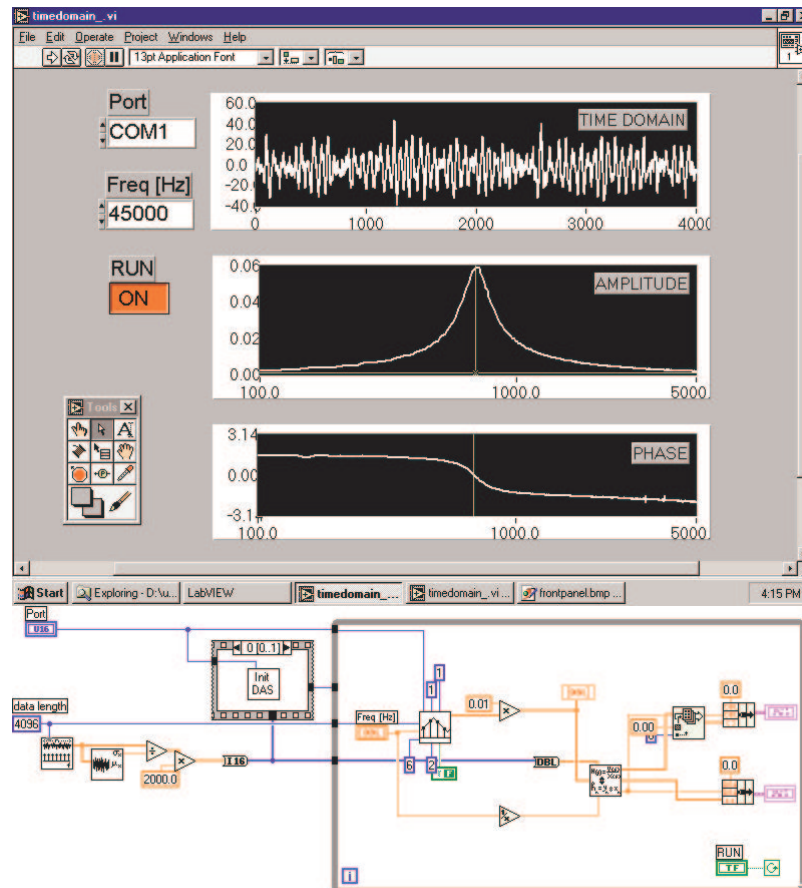 timedomain_.vi
File Edit Operate Project Windows Help
13pt Application Font
1
Port
COM1
Freq [Hz]
45000
RUN
ON
TIME DOMAIN
60.0
40.0
20.0
0.0
-20.0
-40.
0 1000 2000 3000 4000
AMPLITUDE
0.06
0.04
0.02
0.00
100.0 1000.0 5000.
Tools
PHASE
3.14
0.00
-3.1
100.0 1000.0 5000.
Start Exploring - D:\u... LabVIEW timedomain_... timedomain_.vi ... frontpanel.bmp ... 4:15 PM
Port
U16
0 [0..1]
Init
DAS
data length
4096
2000.0
I16
Freq [Hz]
1
1
6
2
0.01
DBL
0.00
0.0
0.0
RUN
TF
i